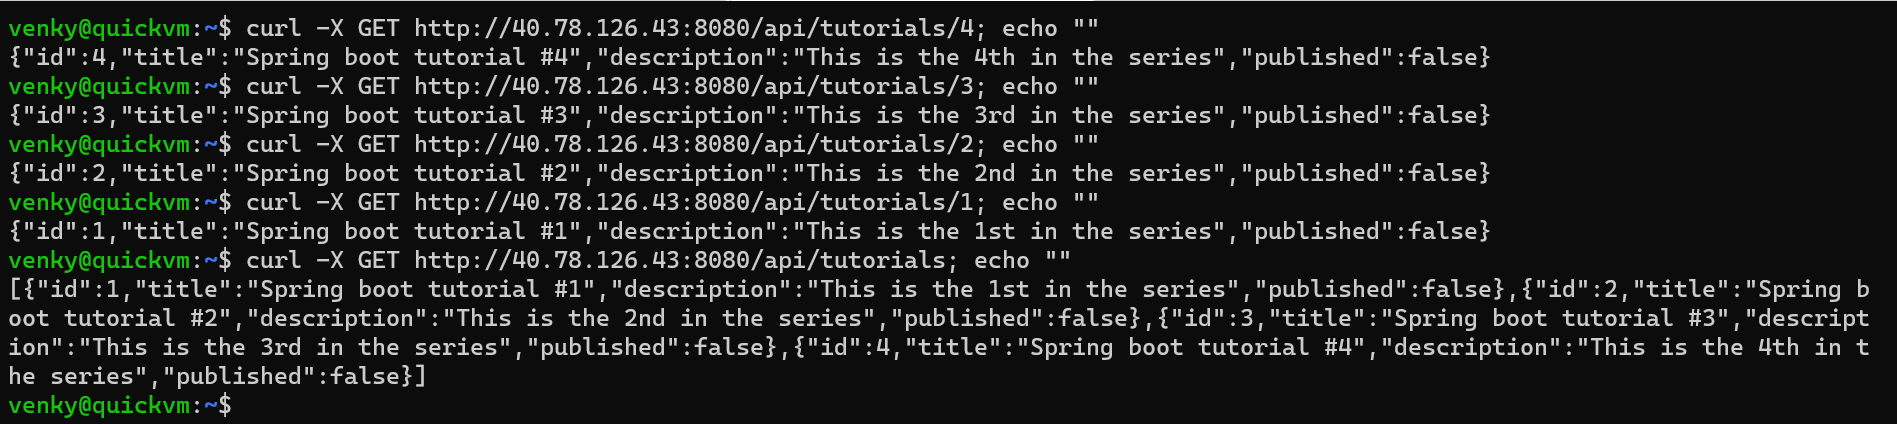 venky@quickvm:~$ curl -X GET http://40.78.126.43:8080/api/tutorials/4; echo ""
{"id":4,"title":"Spring boot tutorial #4","description":"This is the 4th in the series","published":false}
venky@quickvm:~$ curl -X GET http://40.78.126.43:8080/api/tutorials/3; echo ""
{"id":3,"title":"Spring boot tutorial #3","description":"This is the 3rd in the series","published":false}
venky@quickvm:~$ curl -X GET http://40.78.126.43:8080/api/tutorials/2; echo ""
{"id":2,"title":"Spring boot tutorial #2","description":"This is the 2nd in the series","published":false}
venky@quickvm:~$ curl -X GET http://40.78.126.43:8080/api/tutorials/1; echo ""
{"id":1,"title":"Spring boot tutorial #1","description":"This is the 1st in the series","published":false}
venky@quickvm:~$ curl -X GET http://40.78.126.43:8080/api/tutorials; echo ""
[{"id":1,"title":"Spring boot tutorial #1","description":"This is the 1st in the series","published":false},{"id":2,"title":"Spring b
oot tutorial #2","description":"This is the 2nd in the series","published":false},{"id":3,"title":"Spring boot tutorial #3","descript
ion":"This is the 3rd in the series","published":false},{"id":4,"title":"Spring boot tutorial #4","description":"This is the 4th in t
he series","published":false}]
venky@quickvm:~$